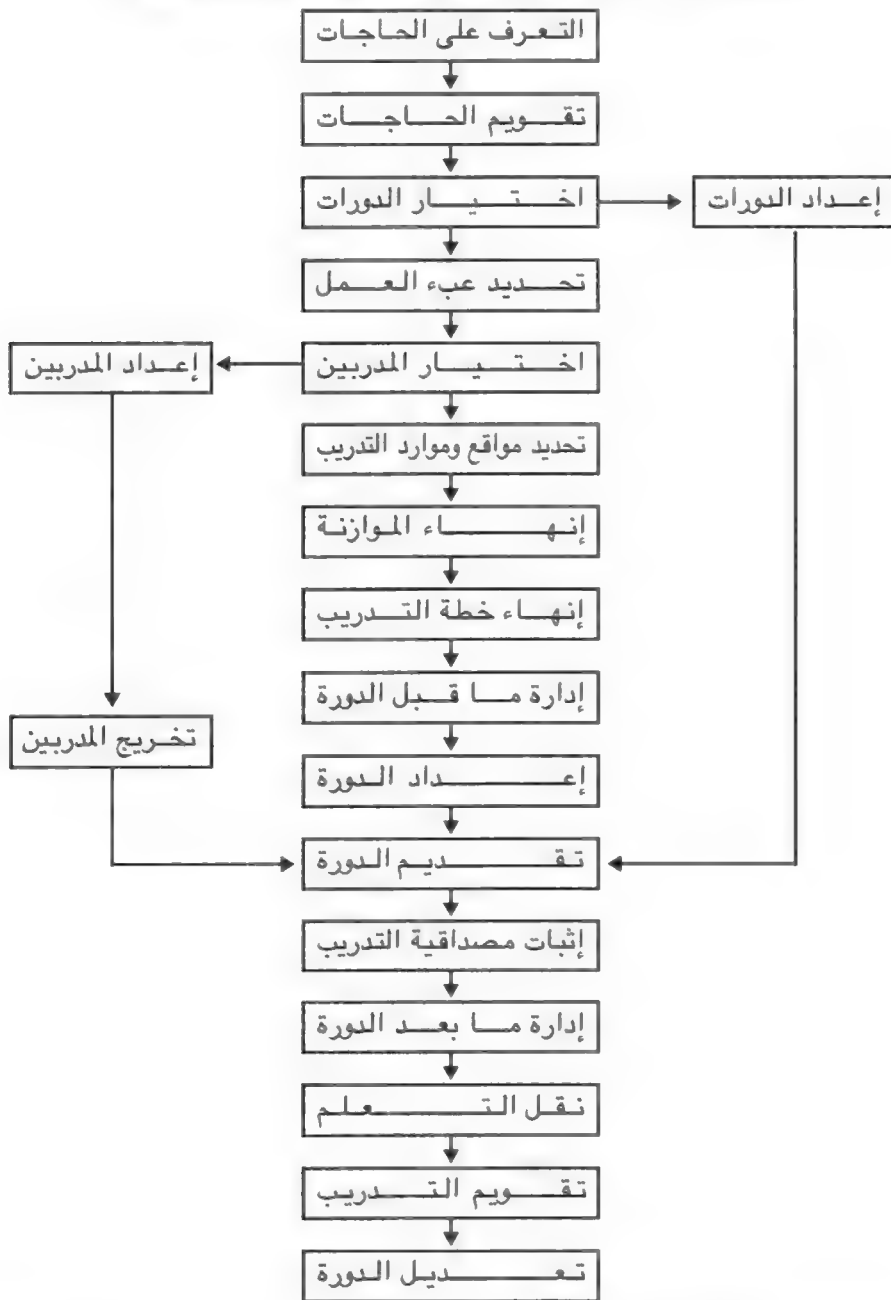 التعرف على الحاجات
تقويم الحاجات
اختيار الدورات
إعداد الدورات
تحديد عبء العمل
اختيار المدربين
إعداد المدربين
تحديد مواقع وموارد التدريب
إنهاء الموازنة
إنهاء خطة التدريب
إدارة ما قبل الدورة
تخريج المدربين
إعداد الدورة
تقديم الدورة
إثبات مصداقية التدريب
إدارة ما بعد الدورة
نقل التعلم
تقويم التدريب
تعديل الدورة